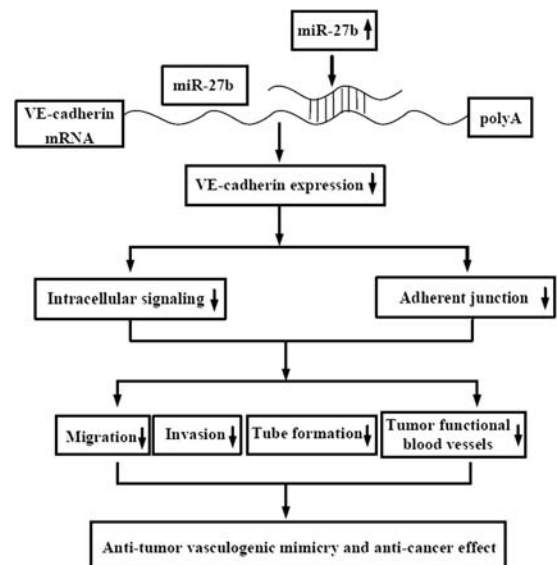 miR-27b
miR-27b
VE-cadherin
mRNA
polyA
VE-cadherin expression
Intracellular signaling
Adherent junction
Migration
Invasion
Tube formation
Tumor functional
blood vessels
Anti-tumor vasculogenic mimicry and anti-cancer effect